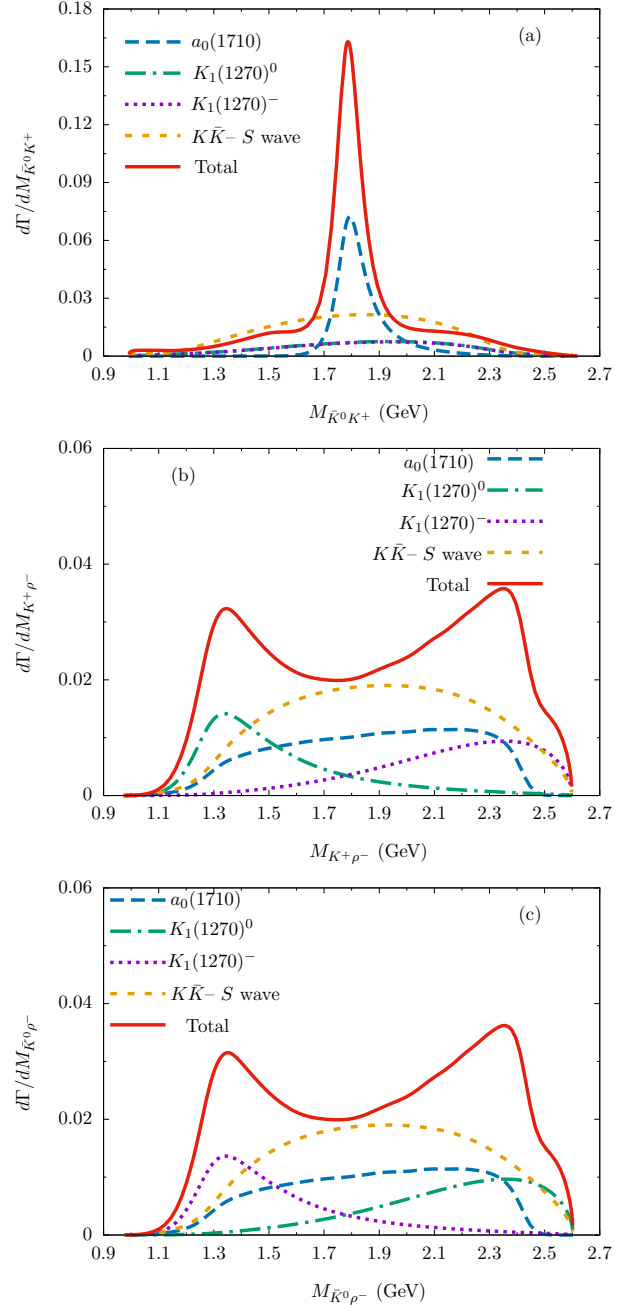 0.18
0.15
0.12
0.09
0.06
0.03
0
dΓ/dM_{K̄⁰K⁺}
(a)
a₀(1710)
K₁(1270)⁰
K₁(1270)⁻
KK̄– S wave
Total
0.9 1.1 1.3 1.5 1.7 1.9 2.1 2.3 2.5 2.7
M_{K̄⁰K⁺} (GeV)
0.06
0.04
0.02
0
dΓ/dM_{K⁺ρ⁻}
(b)
a₀(1710)
K₁(1270)⁰
K₁(1270)⁻
KK̄– S wave
Total
0.9 1.1 1.3 1.5 1.7 1.9 2.1 2.3 2.5 2.7
M_{K⁺ρ⁻} (GeV)
0.06
0.04
0.02
0
dΓ/dM_{K̄⁰ρ⁻}
(c)
a₀(1710)
K₁(1270)⁰
K₁(1270)⁻
KK̄– S wave
Total
0.9 1.1 1.3 1.5 1.7 1.9 2.1 2.3 2.5 2.7
M_{K̄⁰ρ⁻} (GeV)